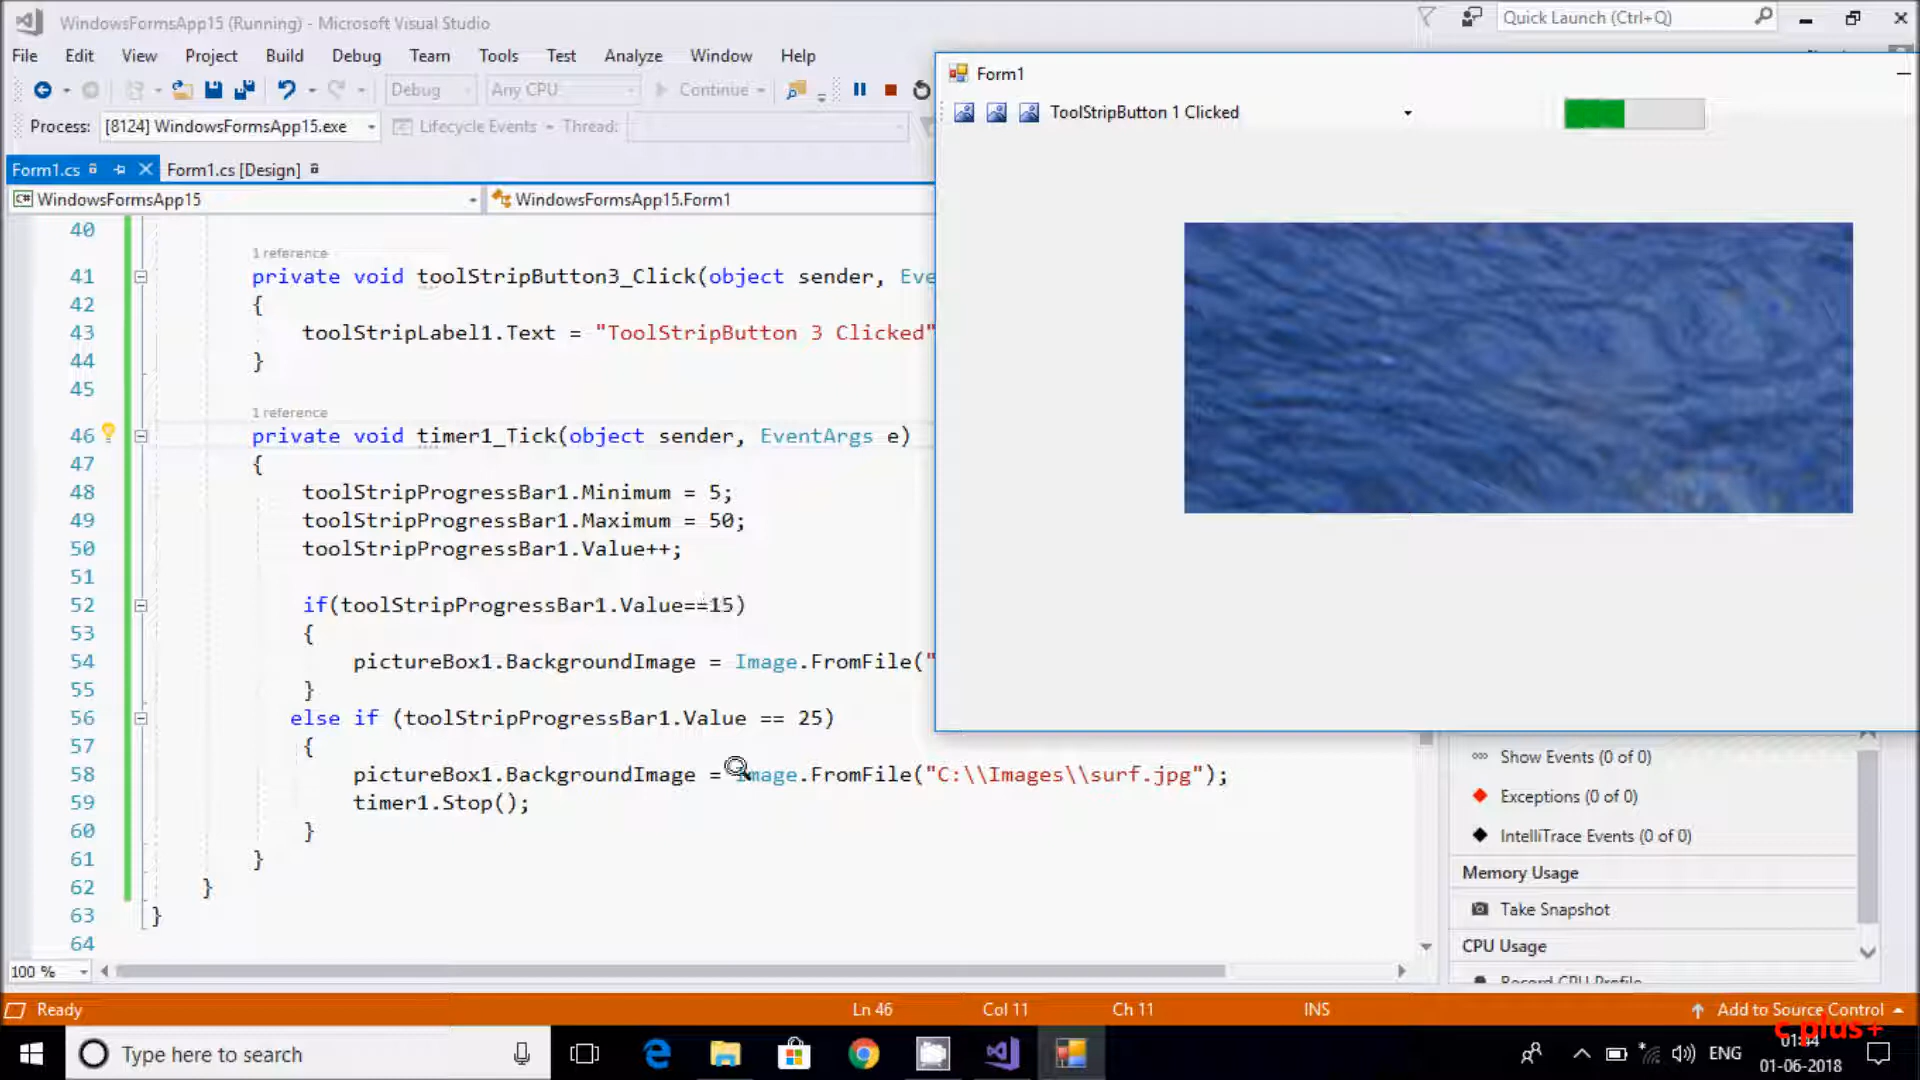 WindowsFormsApp15 (Running) - Microsoft Visual Studio
Quick Launch (Ctrl+Q)
File Edit View Project Build Debug Team Tools Test Analyze Window Help
Debug Any CPU Continue
Process: [8124] WindowsFormsApp15.exe Lifecycle Events Thread:
Form1.cs Form1.cs [Design]
WindowsFormsApp15 WindowsFormsApp15.Form1
Form1
ToolStripButton 1 Clicked
40
1 reference
41 private void toolStripButton3_Click(object sender, Eve
42 {
43 toolStripLabel1.Text = "ToolStripButton 3 Clicked"
44 }
45
1 reference
46 private void timer1_Tick(object sender, EventArgs e)
47 {
48 toolStripProgressBar1.Minimum = 5;
49 toolStripProgressBar1.Maximum = 50;
50 toolStripProgressBar1.Value++;
51
52 if(toolStripProgressBar1.Value==15)
53 {
54 pictureBox1.BackgroundImage = Image.FromFile("
55 }
56 else if (toolStripProgressBar1.Value == 25)
57 {
58 pictureBox1.BackgroundImage = Image.FromFile("C:\\Images\\surf.jpg");
59 timer1.Stop();
60 }
61 }
62 }
63 }
64
Show Events (0 of 0)
Exceptions (0 of 0)
IntelliTrace Events (0 of 0)
Memory Usage
Take Snapshot
CPU Usage
Record CPU Profile
100 %
Ready Ln 46 Col 11 Ch 11 INS Add to Source Control
c plus+
Type here to search
ENG
01:44
01-06-2018